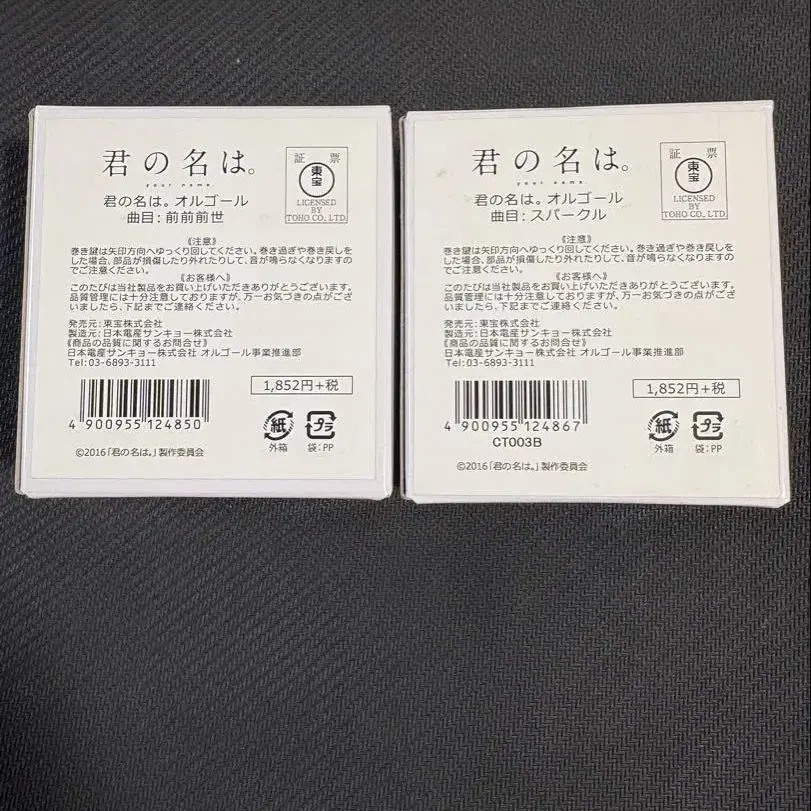 君の名は。
your name.
君の名は。オルゴール
曲目：前前前世
証 票
東宝
LICENSED
BY
TOHO CO.,LTD.
《注意》
巻き鍵は矢印方向へゆっくり回してください。巻き過ぎや巻き戻しを
した場合、部品が損傷したり外れたりして、音が鳴らなくなりますの
でご注意ください。
《お客様へ》
このたびは当社製品をお買い上げいただきありがとうございます。
品質管理には十分注意しておりますが、万一お気づきの点がござ
いましたら、下記までご連絡ください。
発売元：東宝株式会社
製造元：日本電産サンキョー株式会社
《商品の品質に関するお問合せ》
日本電産サンキョー株式会社 オルゴール事業推進部
Tel:03-6893-3111
1,852円+税
4 900955 124850
紙
外箱
プラ
袋：PP
©2016「君の名は。」製作委員会
君の名は。
your name.
君の名は。オルゴール
曲目：スパークル
証 票
東宝
LICENSED
BY
TOHO CO.,LTD.
《注意》
巻き鍵は矢印方向へゆっくり回してください。巻き過ぎや巻き戻しを
した場合、部品が損傷したり外れたりして、音が鳴らなくなりますの
でご注意ください。
《お客様へ》
このたびは当社製品をお買い上げいただきありがとうございます。
品質管理には十分注意しておりますが、万一お気づきの点がござ
いましたら、下記までご連絡ください。
発売元：東宝株式会社
製造元：日本電産サンキョー株式会社
《商品の品質に関するお問合せ》
日本電産サンキョー株式会社 オルゴール事業推進部
Tel:03-6893-3111
1,852円+税
4 900955 124867
CT003B
紙
外箱
プラ
袋：PP
©2016「君の名は。」製作委員会